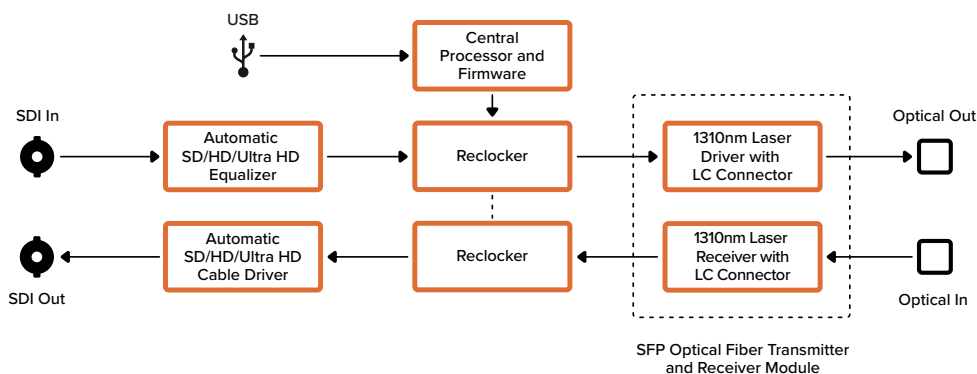 USB
Central
Processor and
Firmware
SDI In
Automatic
SD/HD/Ultra HD
Equalizer
Reclocker
1310nm Laser
Driver with
LC Connector
Optical Out
SDI Out
Automatic
SD/HD/Ultra HD
Cable Driver
Reclocker
1310nm Laser
Receiver with
LC Connector
Optical In
SFP Optical Fiber Transmitter
and Receiver Module